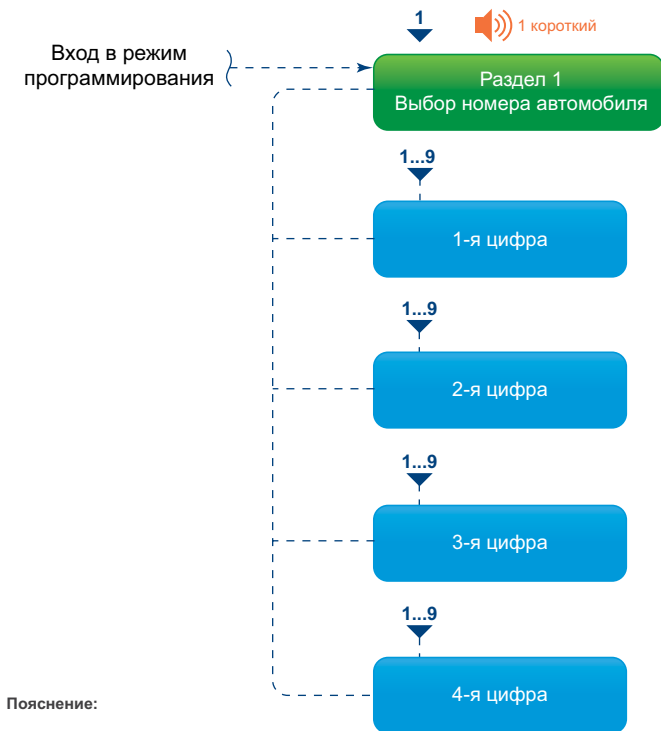 1
1 короткий
Вход в режим
программирования
Раздел 1
Выбор номера автомобиля
1...9
1-я цифра
1...9
2-я цифра
1...9
3-я цифра
1...9
4-я цифра
Пояснение: